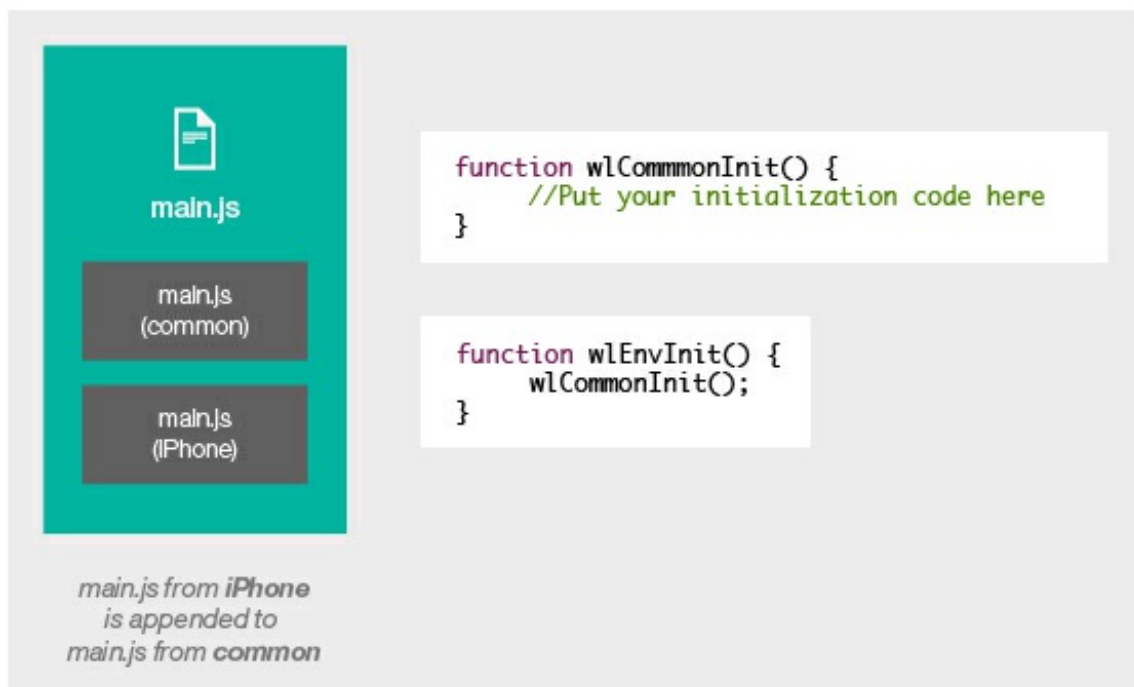 main.js
main.js
(common)
main.js
(iPhone)
main.js from iPhone
is appended to
main.js from common
function wlCommmonInit() {
//Put your initialization code here
}
function wlEnvInit() {
wlCommonInit();
}